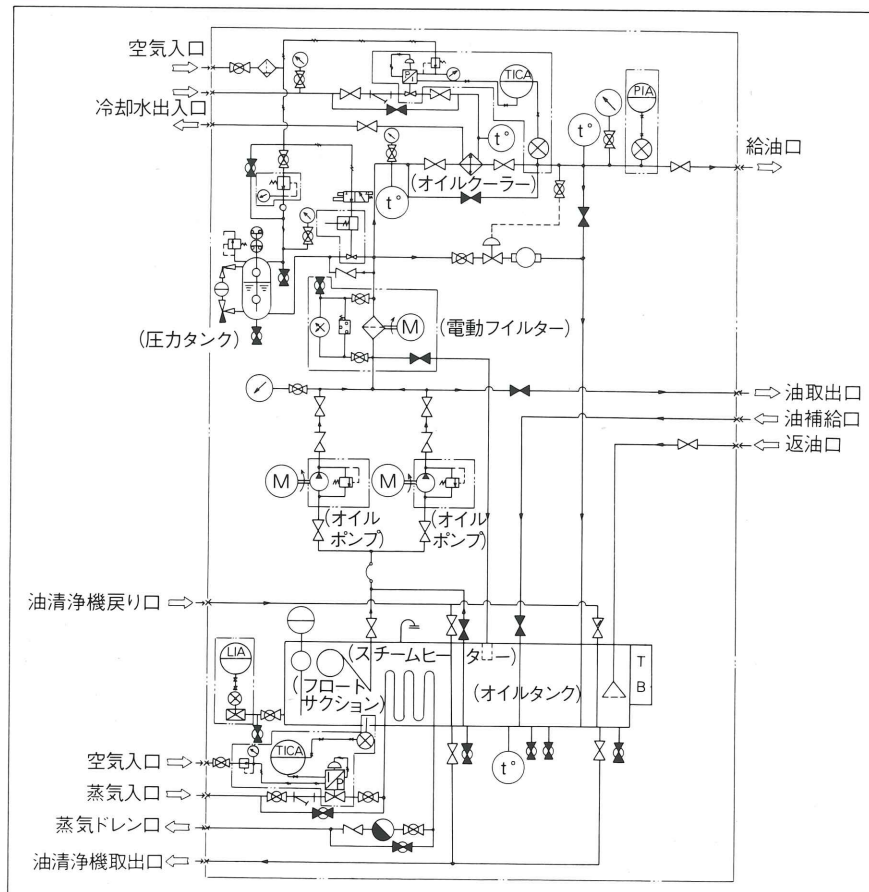 空気入口
冷却水出入口
P
I
TICA
PIA
t°
t°
給油口
(オイルクーラー)
t°
(圧力タンク)
M
(電動フイルター)
油取出口
油補給口
返油口
M
M
(オイル
ポンプ)
(オイル
ポンプ)
油清浄機戻り口
(スチームヒーター)
LIA
(フロート
サクション)
(オイルタンク)
T
B
空気入口
TICA
I
P
t°
蒸気入口
蒸気ドレン口
油清浄機取出口